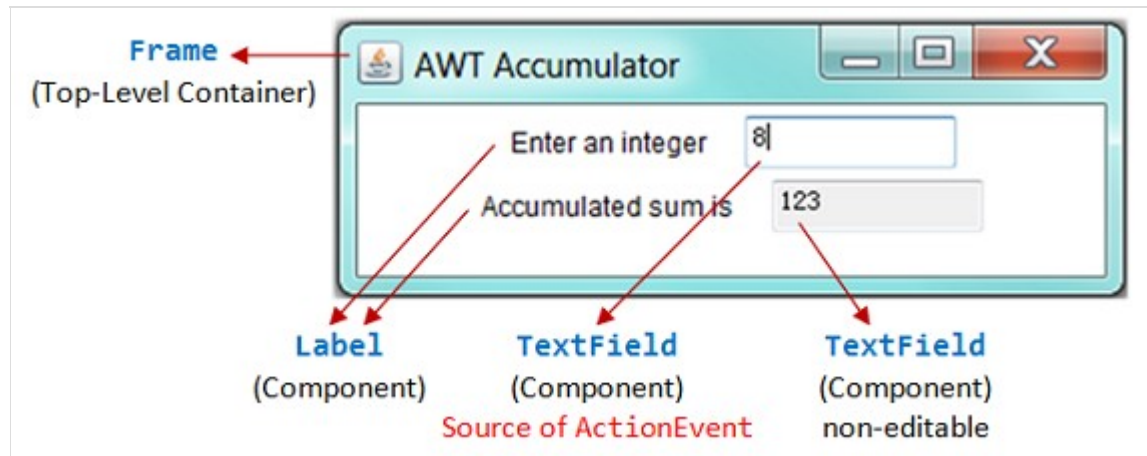 Frame
(Top-Level Container)
AWT Accumulator
Enter an integer 8
Accumulated sum is 123
Label TextField TextField
(Component) (Component) (Component)
Source of ActionEvent non-editable